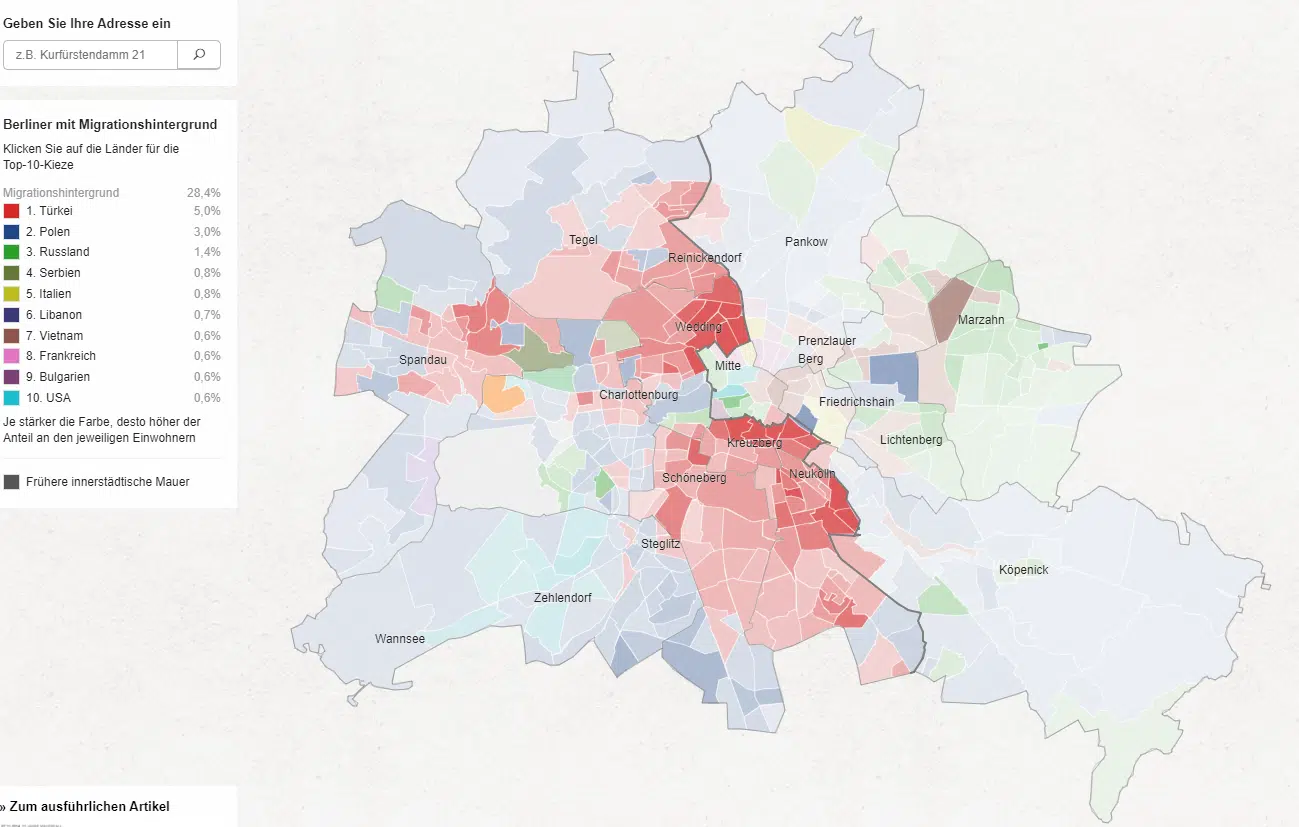 Geben Sie Ihre Adresse ein
z.B. Kurfürstendamm 21
Berliner mit Migrationshintergrund
Klicken Sie auf die Länder für die
Top-10-Kieze
Migrationshintergrund 28,4%
1. Türkei 5,0%
2. Polen 3,0%
3. Russland 1,4%
4. Serbien 0,8%
5. Italien 0,8%
6. Libanon 0,7%
7. Vietnam 0,6%
8. Frankreich 0,6%
9. Bulgarien 0,6%
10. USA 0,6%
Je stärker die Farbe, desto höher der
Anteil an den jeweiligen Einwohnern
Frühere innerstädtische Mauer
» Zum ausführlichen Artikel
Tegel
Pankow
Reinickendorf
Marzahn
Wedding
Prenzlauer
Berg
Spandau
Mitte
Charlottenburg
Friedrichshain
Lichtenberg
Kreuzberg
Schöneberg
Neukölln
Steglitz
Köpenick
Zehlendorf
Wannsee